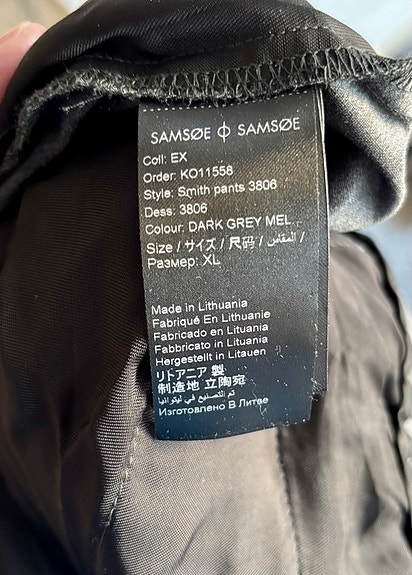 SAMSØE ɸ SAMSØE
Coll: EX
Order: KO11558
Style: Smith pants 3806
Dess: 3806
Colour: DARK GREY MEL
Size / サイズ / 尺码 / المقاس /
Размер: XL
Made in Lithuania
Fabriqué En Lithuanie
Fabricado en Lituania
Fabbricato in Lituania
Hergestellt in Litauen
リトアニア 製
制造地 立陶宛
تم التصنيع في ليتوانيا
Изготовлено В Литве